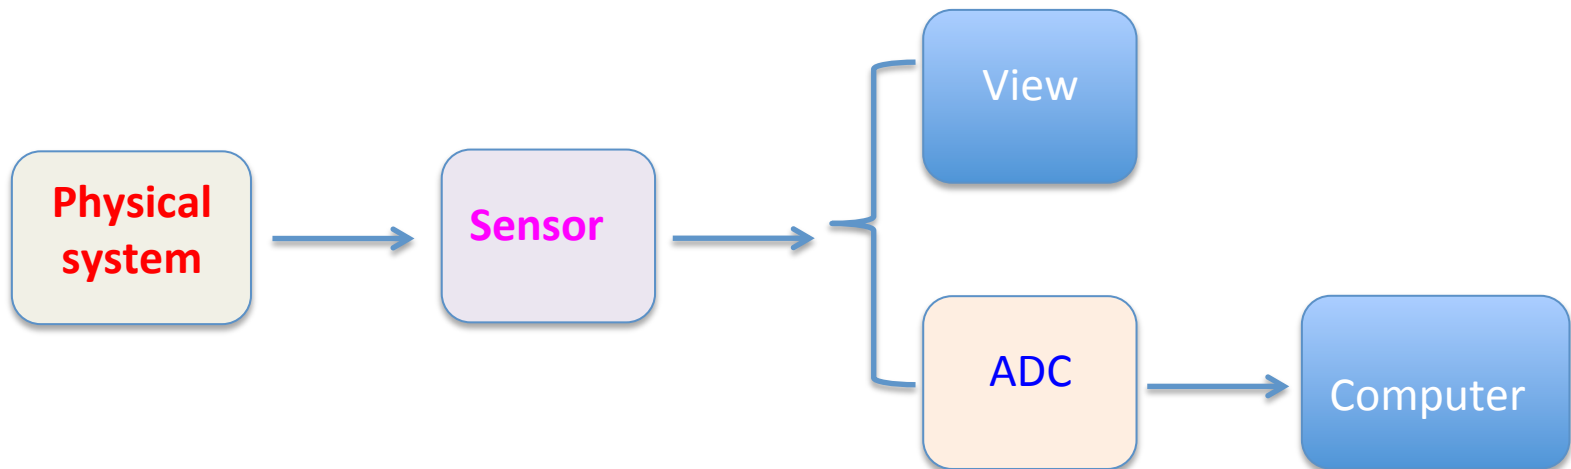 Physical
system
Sensor
View
ADC
Computer